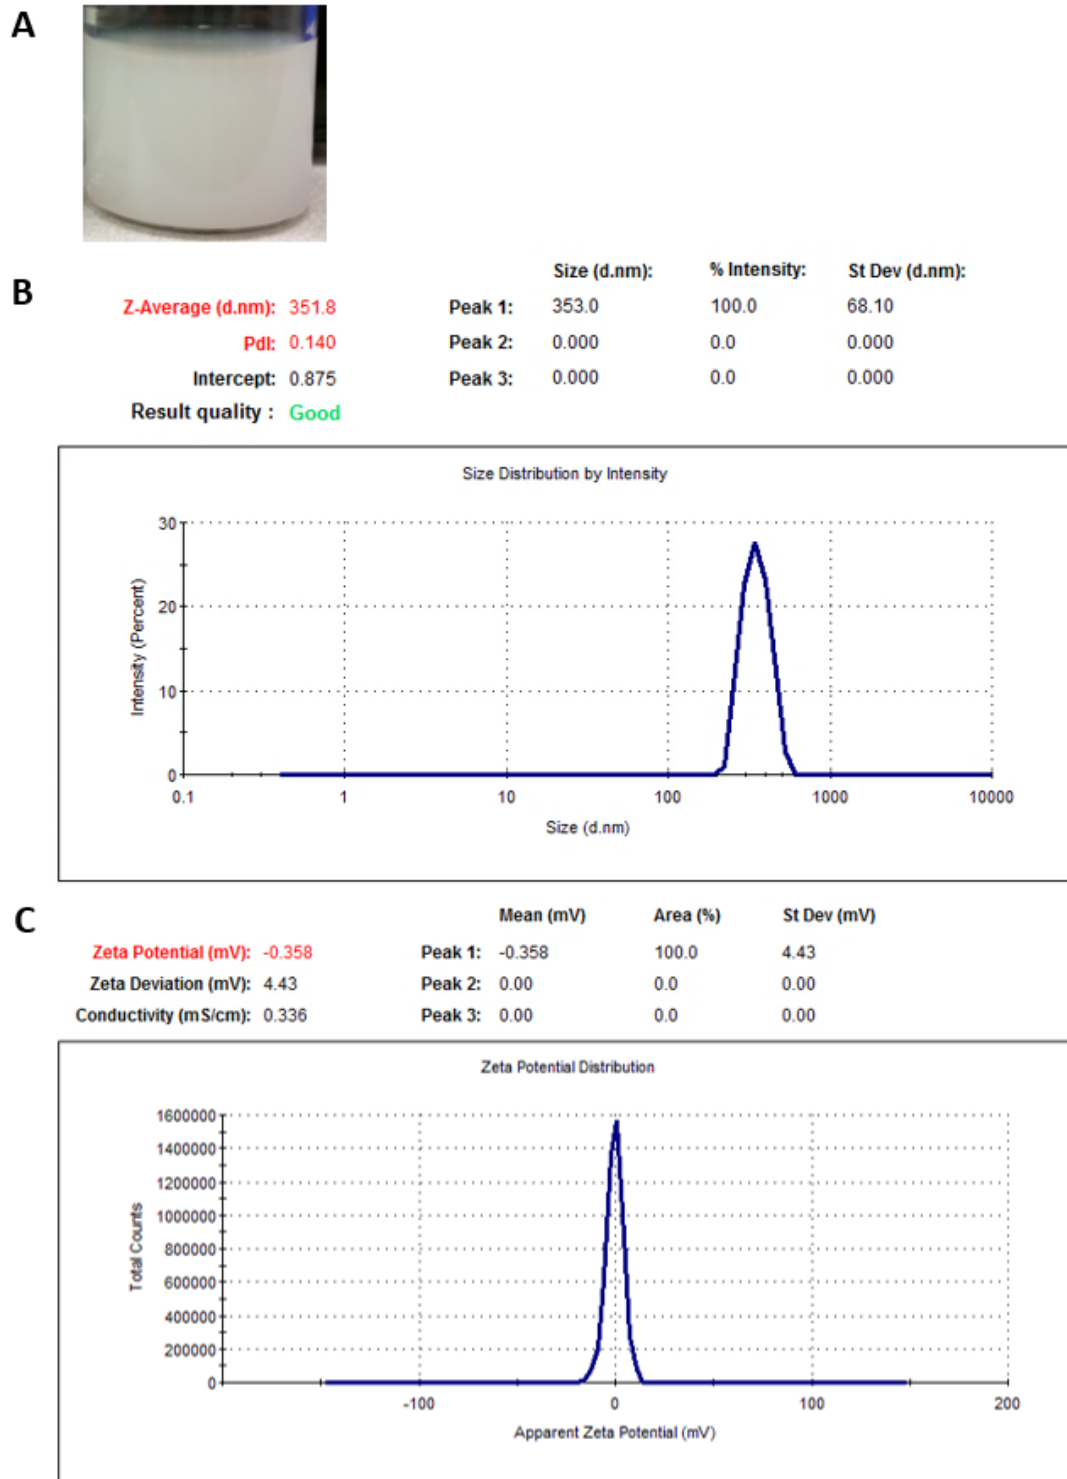 A
B
Size (d.nm): % Intensity: St Dev (d.nm):
Z-Average (d.nm): 351.8 Peak 1: 353.0 100.0 68.10
PdI: 0.140 Peak 2: 0.000 0.0 0.000
Intercept: 0.875 Peak 3: 0.000 0.0 0.000
Result quality : Good
Size Distribution by Intensity
Intensity (Percent)
30
20
10
0
0.1 1 10 100 1000 10000
Size (d.nm)
C
Mean (mV) Area (%) St Dev (mV)
Zeta Potential (mV): -0.358 Peak 1: -0.358 100.0 4.43
Zeta Deviation (mV): 4.43 Peak 2: 0.00 0.0 0.00
Conductivity (mS/cm): 0.336 Peak 3: 0.00 0.0 0.00
Zeta Potential Distribution
Total Counts
1600000
1400000
1200000
1000000
800000
600000
400000
200000
0
-100 0 100 200
Apparent Zeta Potential (mV)